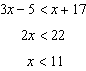 3x − 5 < x + 17
2x < 22
x < 11